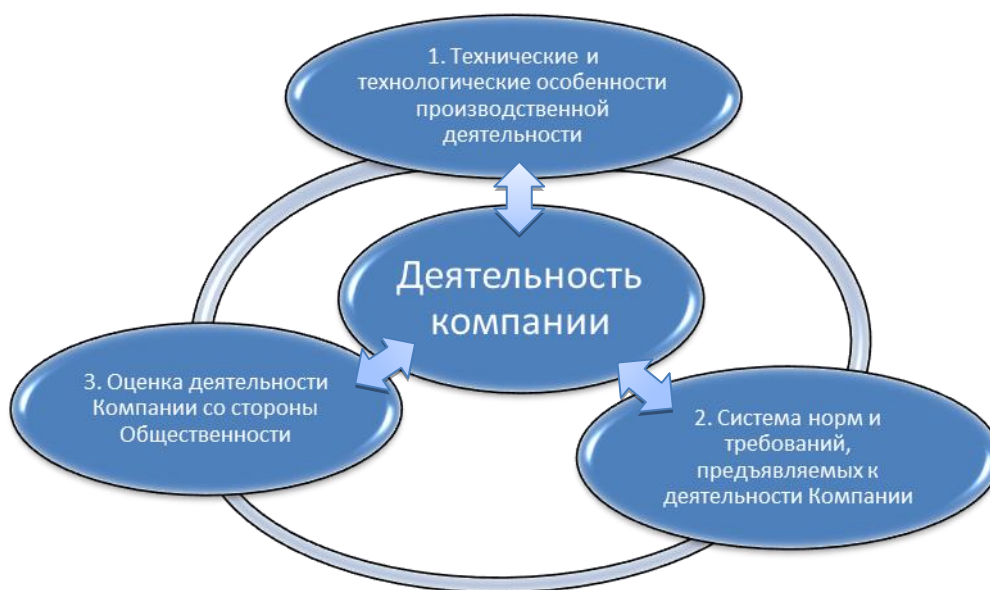 1. Технические и
технологические особенности
производственной
деятельности
Деятельность
компании
3. Оценка деятельности
Компании со стороны
Общественности
2. Система норм и
требований,
предъявляемых к
деятельности Компании